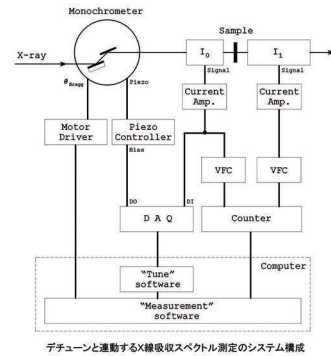 Monochrometer
Sample
X-ray
I0
I1
θBragg
Piezo
Signal
Signal
Current
Amp.
Current
Amp.
Motor
Driver
Piezo
Controller
Bias
VFC
VFC
DO
DI
D A Q
Counter
Computer
"Tune"
software
"Measurement"
software
デチューンと連動するX線吸収スペクトル測定のシステム構成